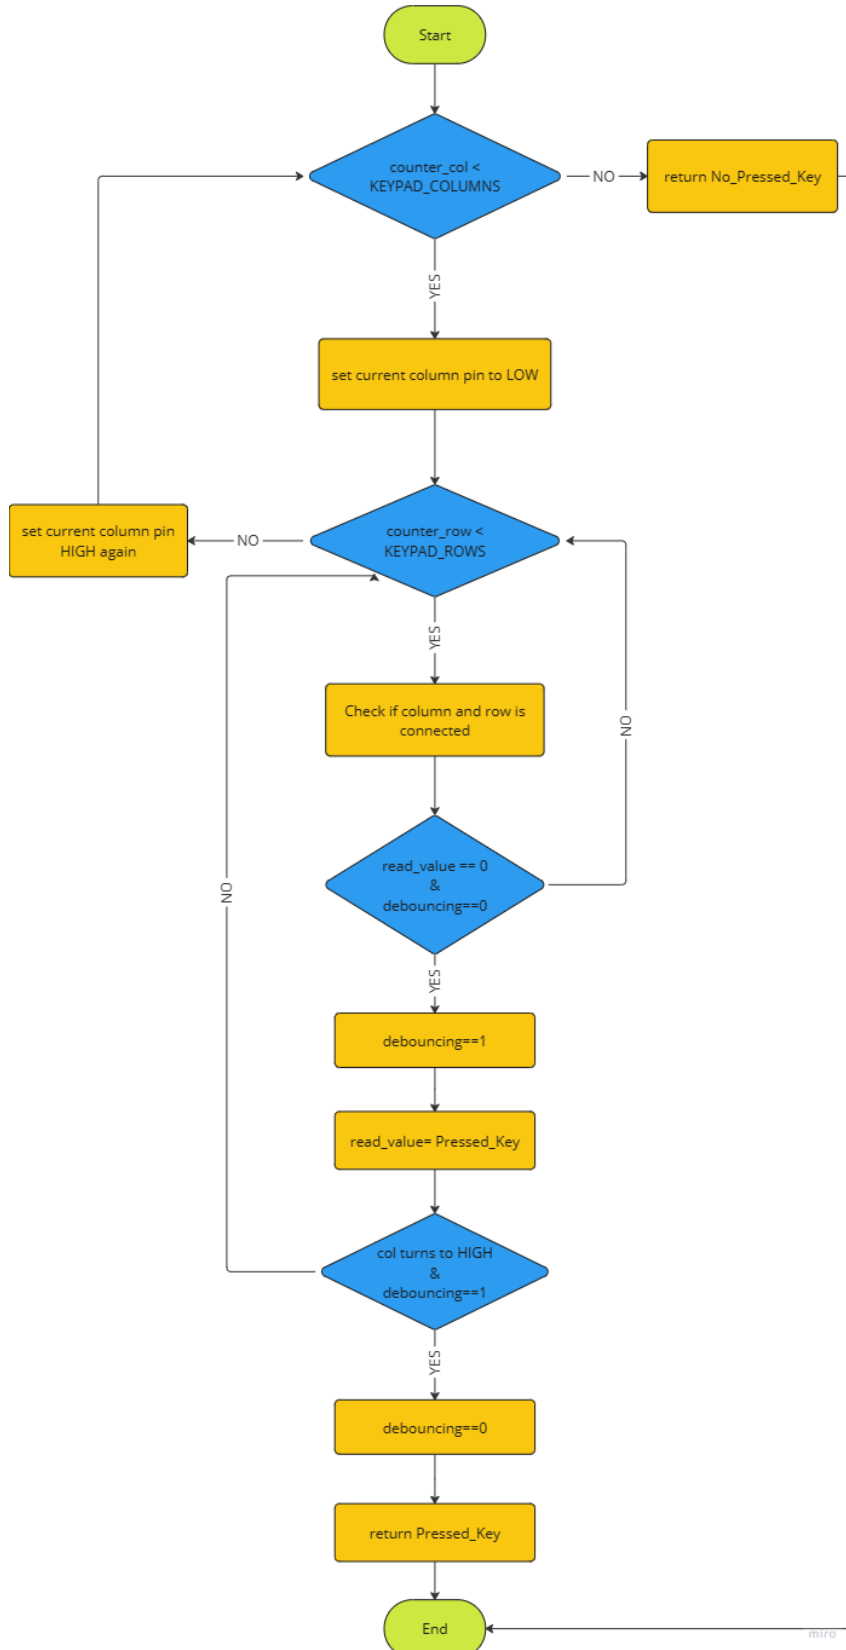 Start
counter_col <
KEYPAD_COLUMNS
NO
return No_Pressed_Key
YES
set current column pin to LOW
counter_row <
KEYPAD_ROWS
NO
set current column pin
HIGH again
YES
Check if column and row is
connected
NO
read_value == 0
&
debouncing==0
NO
YES
debouncing==1
read_value= Pressed_Key
col turns to HIGH
&
debouncing==1
YES
debouncing==0
return Pressed_Key
End
miro